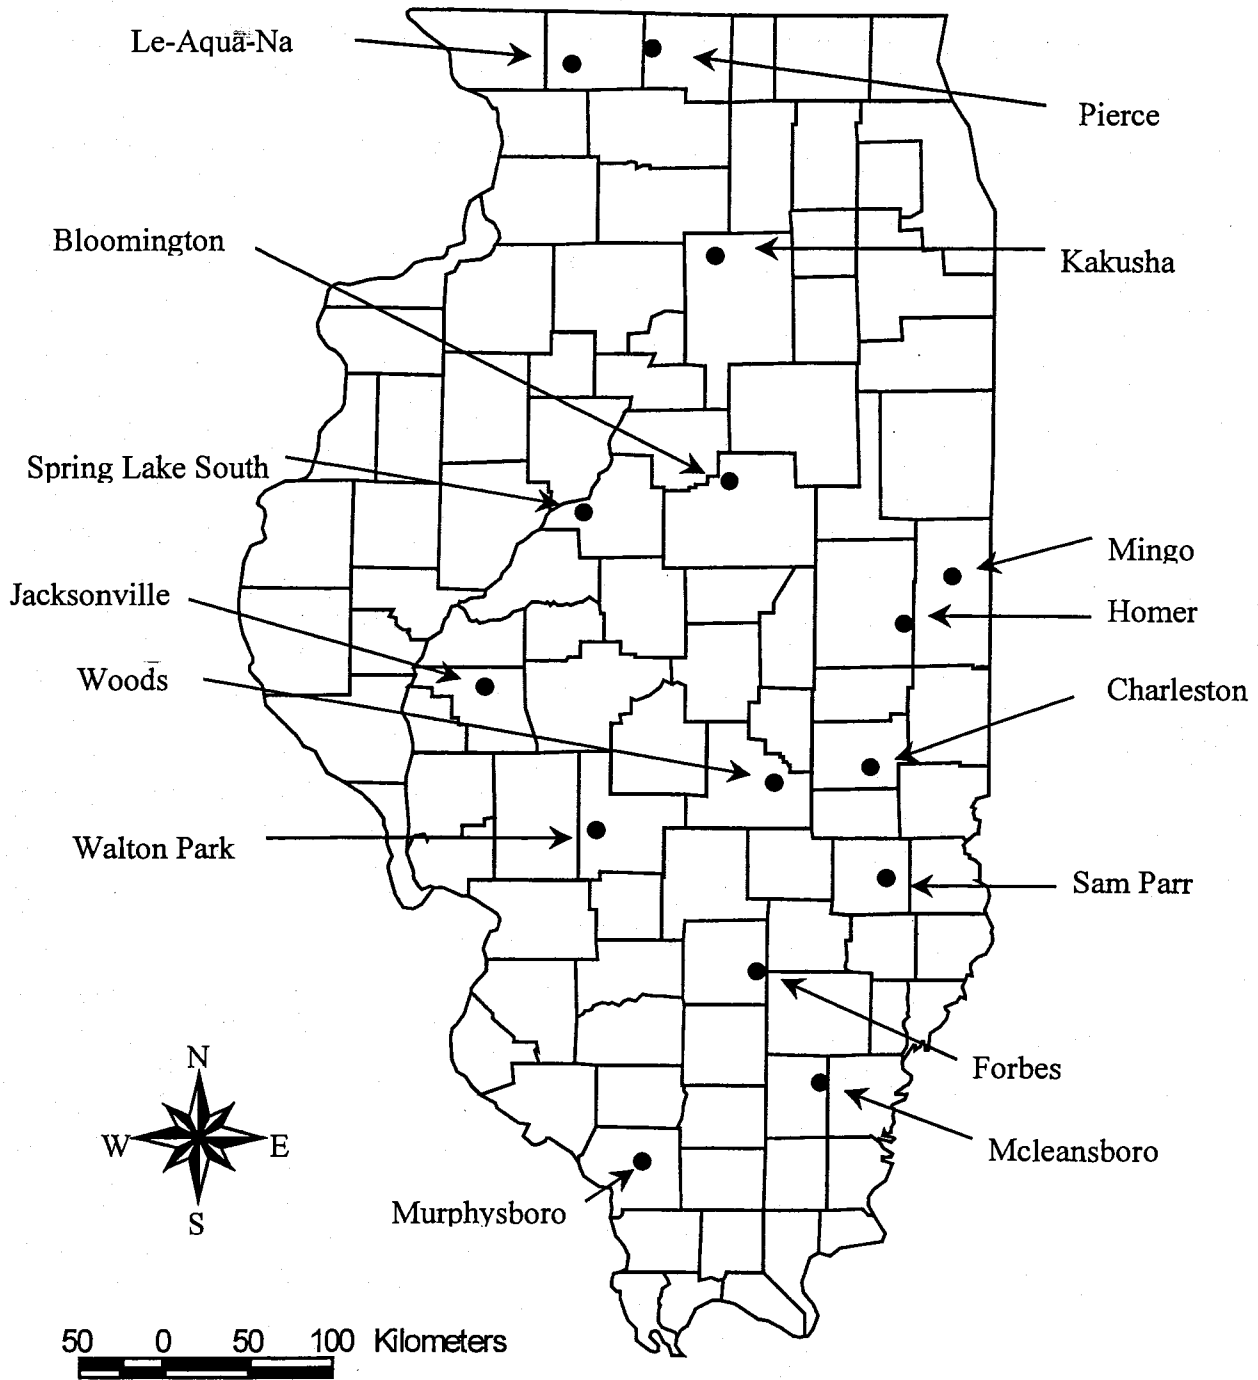 Le-Aqua-Na
Pierce
Bloomington
Kakusha
Spring Lake South
Mingo
Jacksonville
Homer
Woods
Charleston
Walton Park
Sam Parr
N
Forbes
W
E
Mcleansboro
S
Murphysboro
50 0 50 100 Kilometers